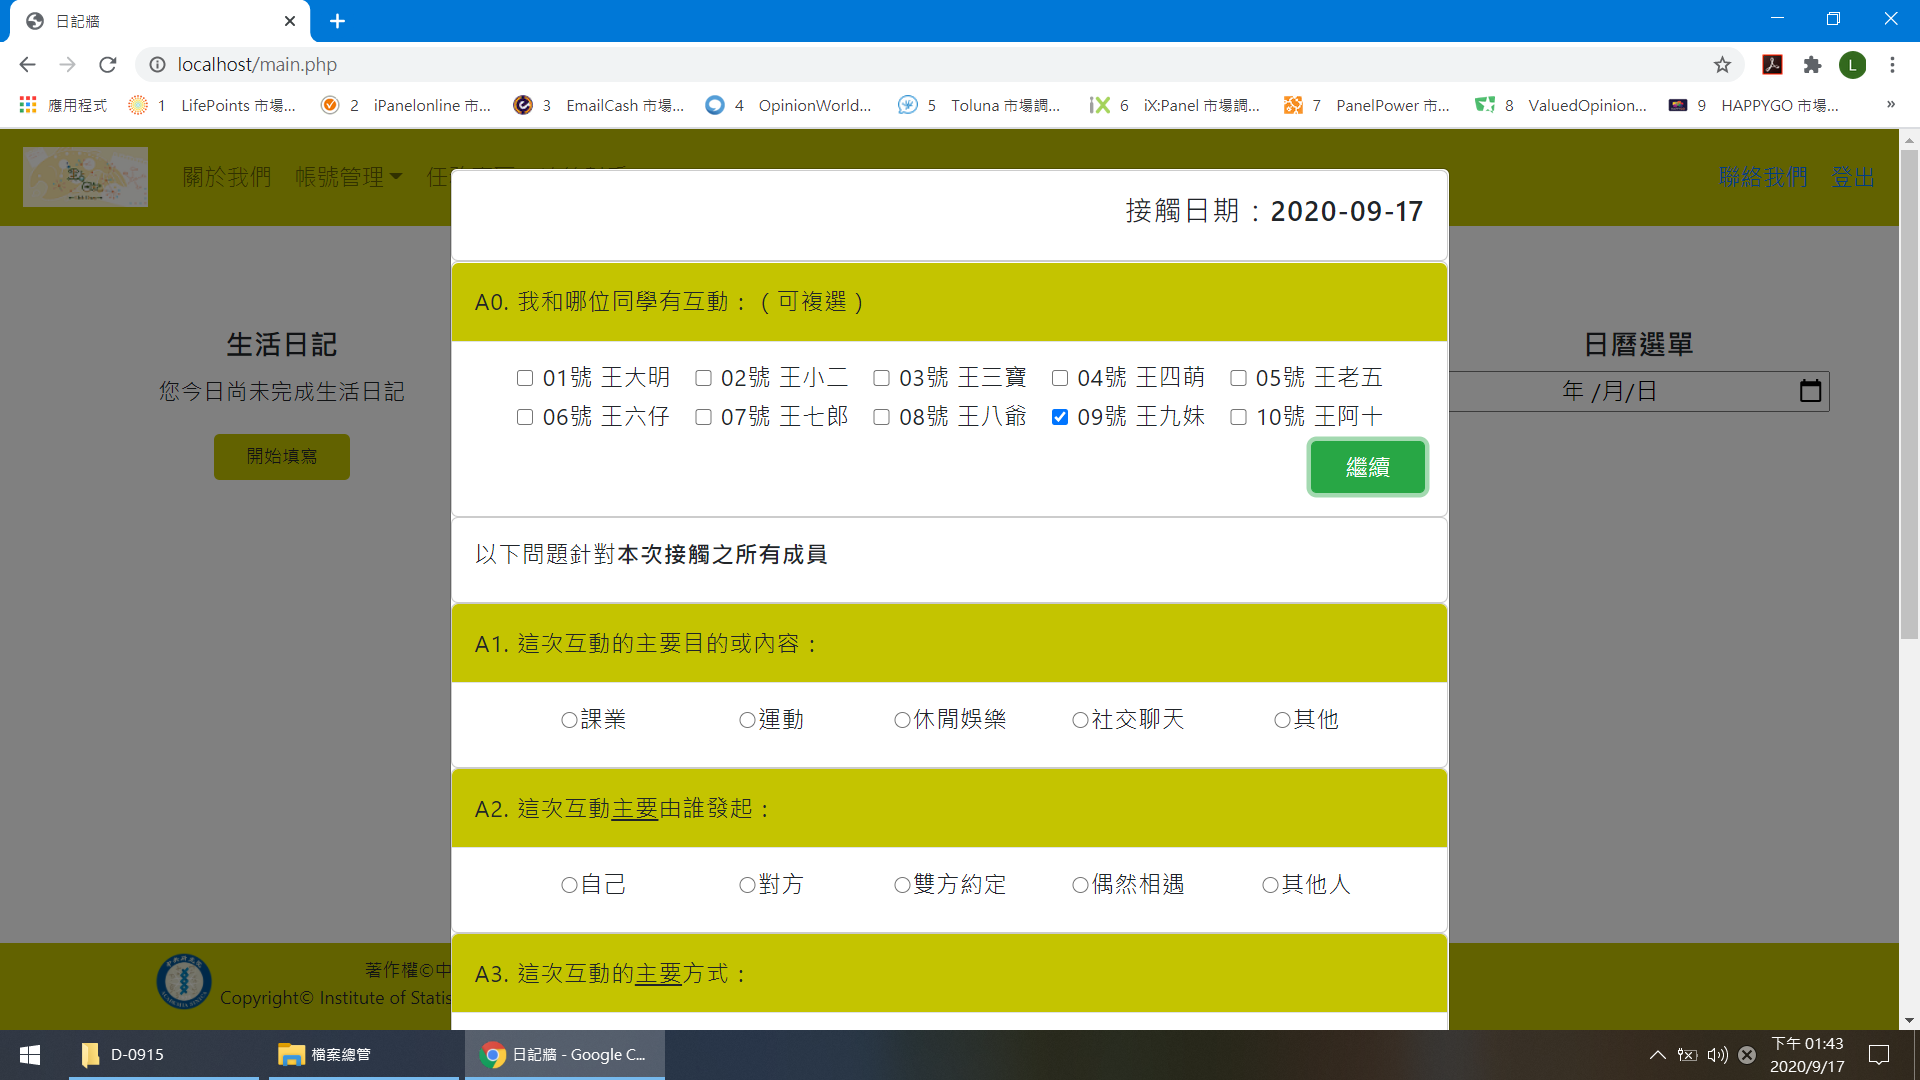 日記牆
localhost/main.php
應用程式 1 LifePoints 市場... 2 iPanelonline 市... 3 EmailCash 市場... 4 OpinionWorld... 5 Toluna 市場調... 6 iX:Panel 市場調... 7 PanelPower 市... 8 ValuedOpinion... 9 HAPPYGO 市場... »
關於我們 帳號管理 聯絡我們 登出
接觸日期：2020-09-17
A0. 我和哪位同學有互動：（可複選）
01號 王大明 02號 王小二 03號 王三寶 04號 王四萌 05號 王老五
06號 王六仔 07號 王七郎 08號 王八爺 09號 王九妹 10號 王阿十
繼續
生活日記
您今日尚未完成生活日記
開始填寫
日曆選單
年 /月/日
以下問題針對本次接觸之所有成員
A1. 這次互動的主要目的或內容：
課業 運動 休閒娛樂 社交聊天 其他
A2. 這次互動主要由誰發起：
自己 對方 雙方約定 偶然相遇 其他人
A3. 這次互動的主要方式：
著作權©中
Copyright© Institute of Statis
D-0915 檔案總管 日記牆 - Google C...
下午 01:43
2020/9/17
L